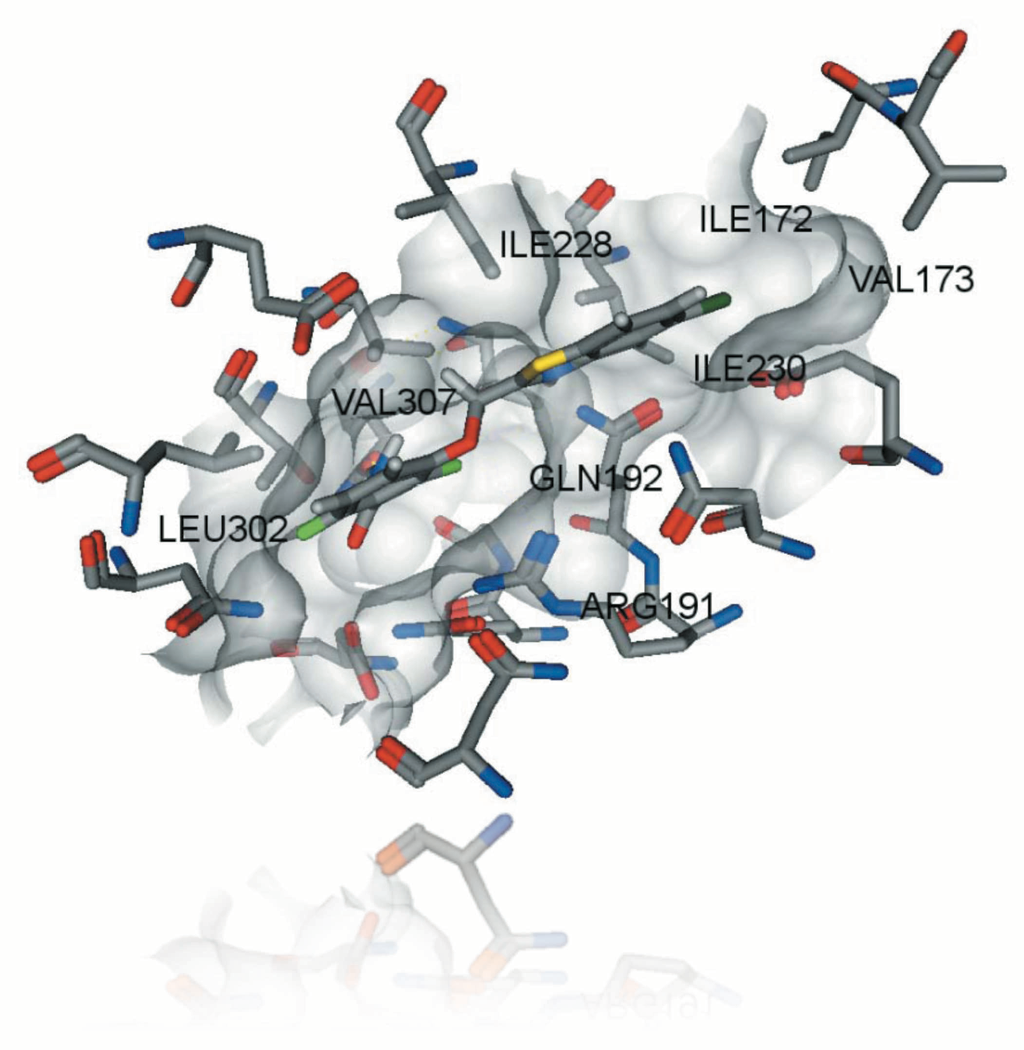 ILE172
ILE228
VAL173
ILE230
VAL307
GLN192
LEU302
ARG191